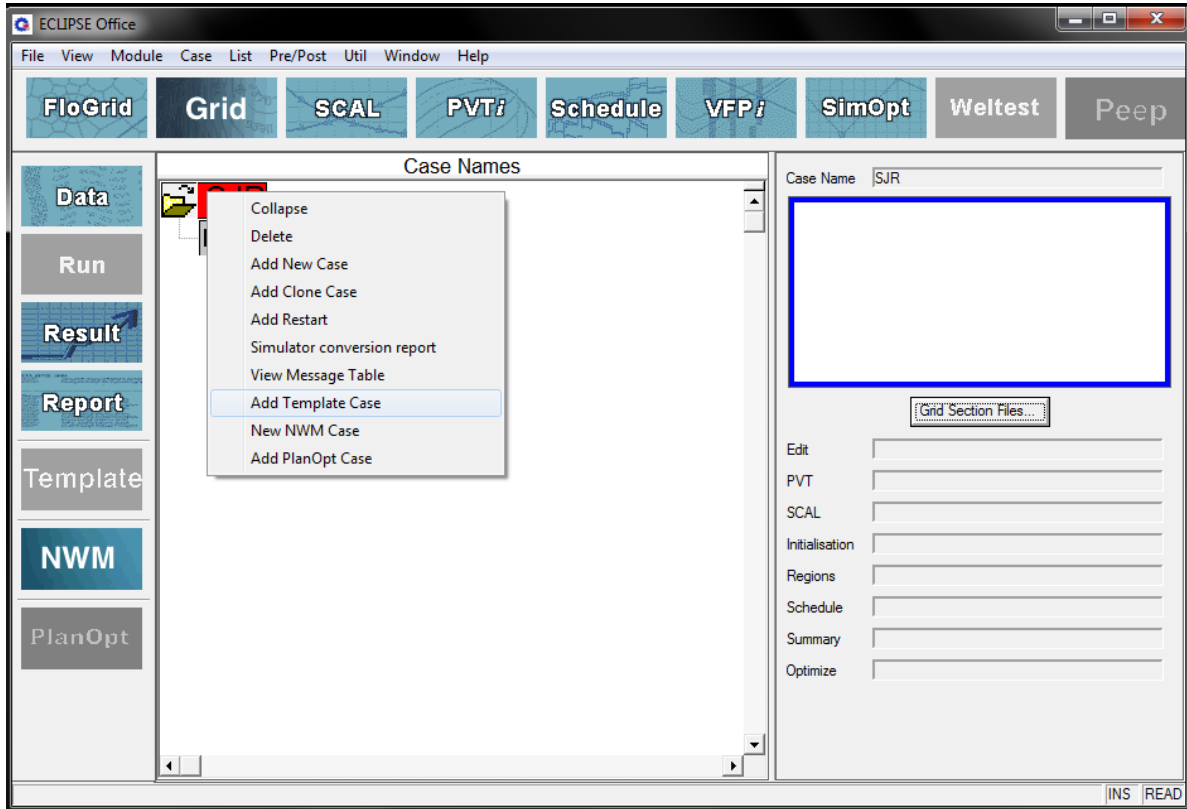 ECLIPSE Office
File View Module Case List Pre/Post Util Window Help
FloGrid Grid SCAL PVTi Schedule VFPi SimOpt Weltest Peep
Case Names
Data
Run
Result
Report
Template
NWM
PlanOpt
Collapse
Delete
Add New Case
Add Clone Case
Add Restart
Simulator conversion report
View Message Table
Add Template Case
New NWM Case
Add PlanOpt Case
Case Name SJR
Grid Section Files...
Edit
PVT
SCAL
Initialisation
Regions
Schedule
Summary
Optimize
INS READ